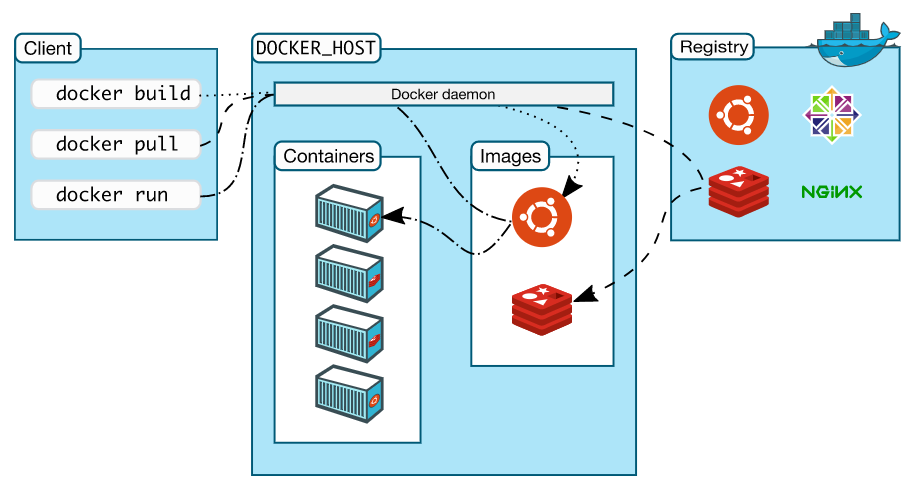 Client
docker build
docker pull
docker run
DOCKER_HOST
Docker daemon
Containers
Images
Registry
NGiNX